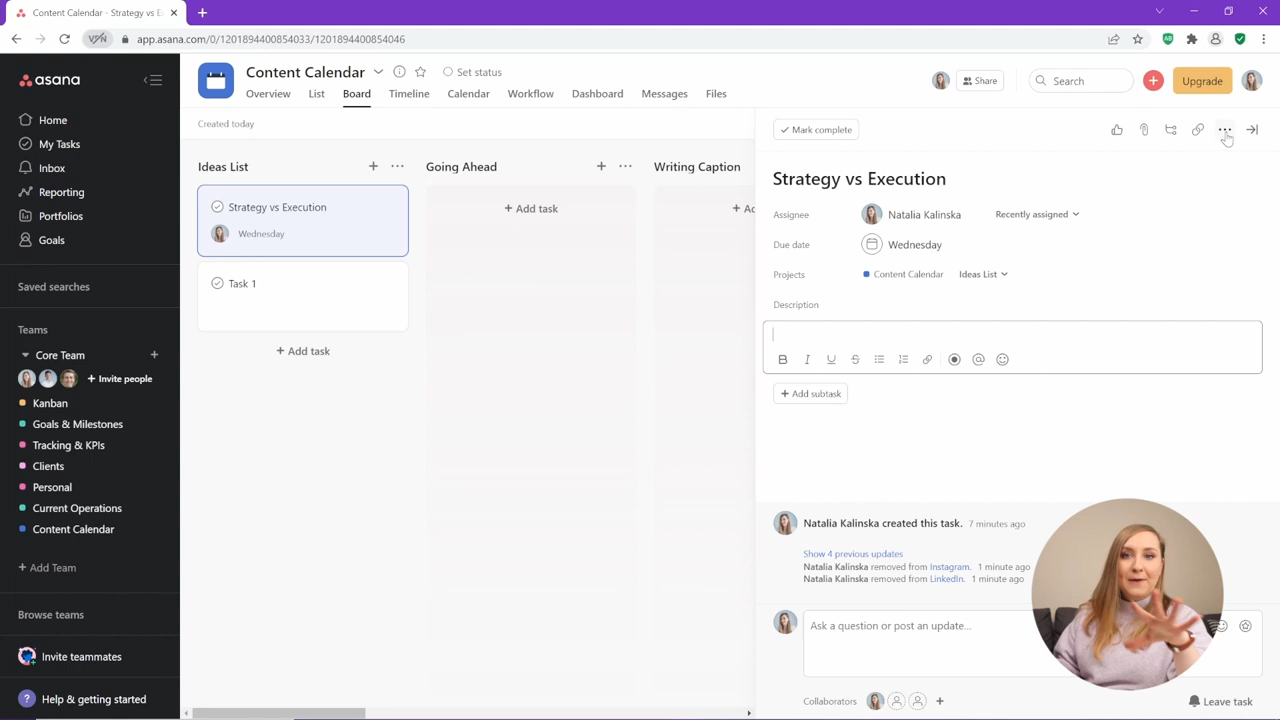 Content Calendar - Strategy vs Ex
app.asana.com/0/1201894400854033/1201894400854046
asana
Home
My Tasks
Inbox
Reporting
Portfolios
Goals
Saved searches
Teams
Core Team
Invite people
Kanban
Goals & Milestones
Tracking & KPIs
Clients
Personal
Current Operations
Content Calendar
+ Add Team
Browse teams
Invite teammates
? Help & getting started
Content Calendar
Set status
Share
Search
Upgrade
Overview List Board Timeline Calendar Workflow Dashboard Messages Files
Created today
Ideas List
Strategy vs Execution
Wednesday
Task 1
+ Add task
Going Ahead
+ Add task
Writing Caption
+ Ad
Mark complete
Strategy vs Execution
Assignee Natalia Kalinska Recently assigned
Due date Wednesday
Projects Content Calendar Ideas List
Description
B I U S
+ Add subtask
Natalia Kalinska created this task. 7 minutes ago
Show 4 previous updates
Natalia Kalinska removed from Instagram. 1 minute ago
Natalia Kalinska removed from LinkedIn. 1 minute ago
Ask a question or post an update...
Collaborators
Leave task